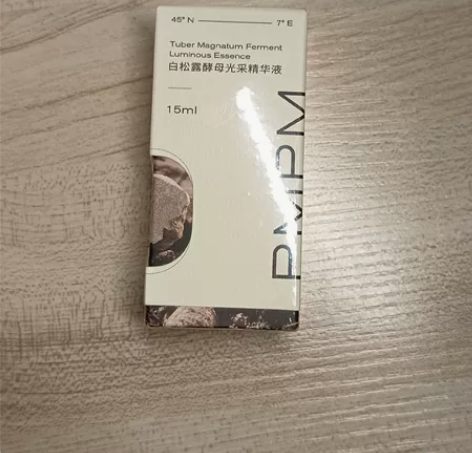 45° N 7° E
Tuber Magnatum Ferment
Luminous Essence
白松露酵母光采精华液
15ml
PMPM